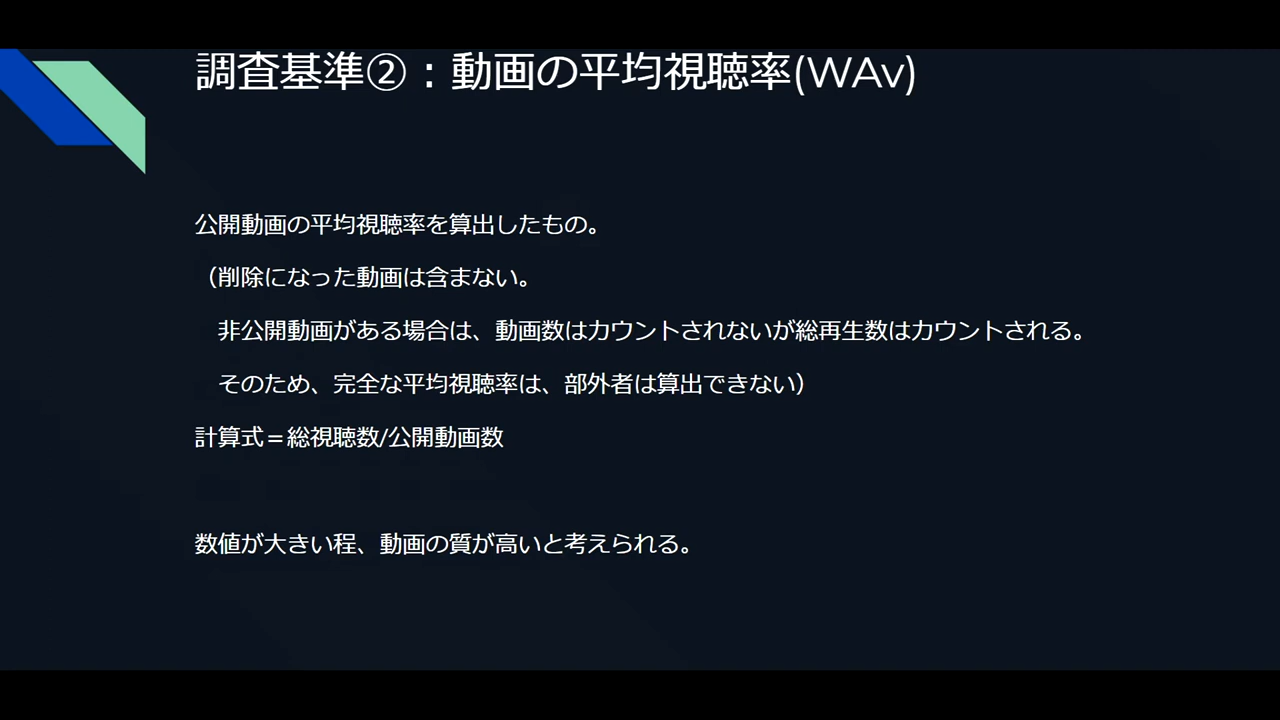 調査基準②：動画の平均視聴率(WAv)
公開動画の平均視聴率を算出したもの。
（削除になった動画は含まない。
非公開動画がある場合は、動画数はカウントされないが総再生数はカウントされる。
そのため、完全な平均視聴率は、部外者は算出できない）
計算式＝総視聴数/公開動画数
数値が大きい程、動画の質が高いと考えられる。